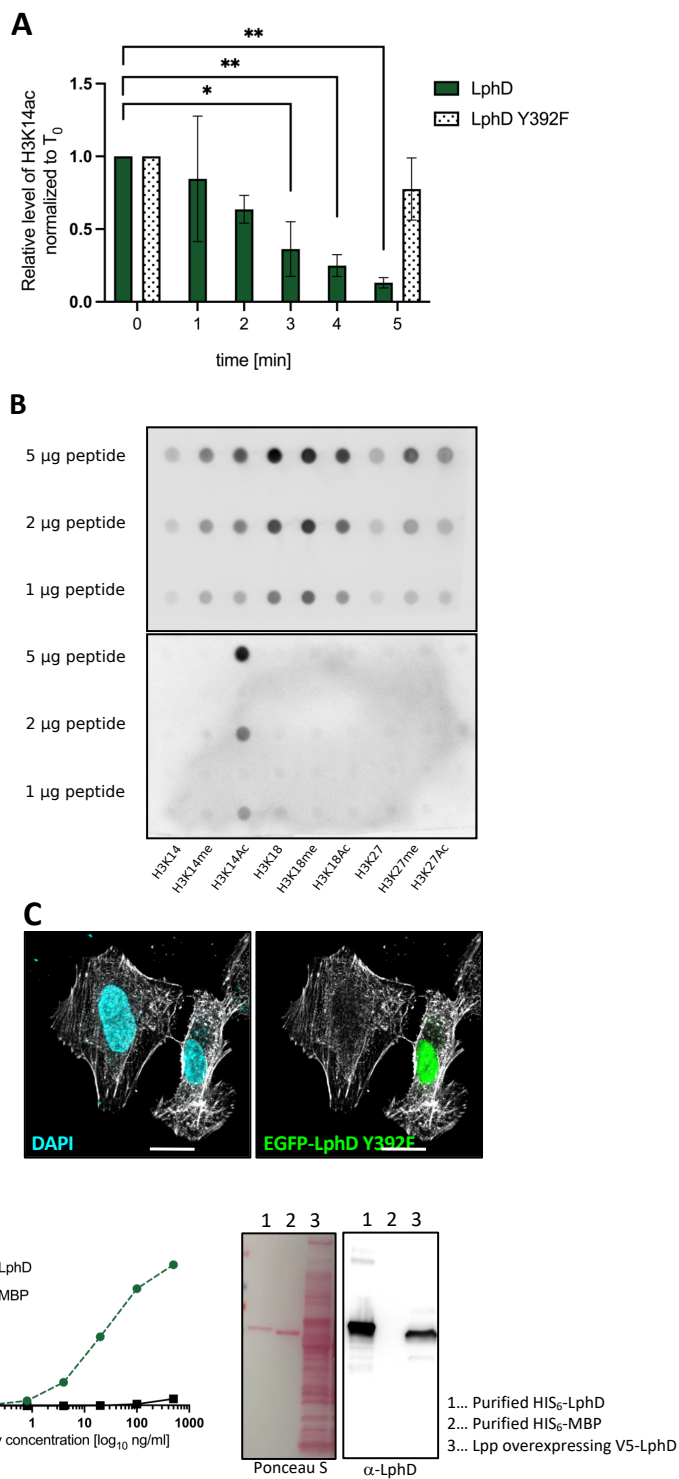 A
** 
**
*
Relative level of H3K14ac
normalized to T0
1.5
1.0
0.5
0.0
0 1 2 3 4 5
time [min]
LphD
LphD Y392F
B
5 µg peptide
2 µg peptide
1 µg peptide
5 µg peptide
2 µg peptide
1 µg peptide
H3K14
H3K14me
H3K14Ac
H3K18
H3K18me
H3K18Ac
H3K27
H3K27me
H3K27Ac
C
DAPI
EGFP-LphD Y392F
LphD
MBP
1 10 100 1000
concentration [log10 ng/ml]
1 2 3
1 2 3
Ponceau S
α-LphD
1... Purified HIS6-LphD
2... Purified HIS6-MBP
3... Lpp overexpressing V5-LphD